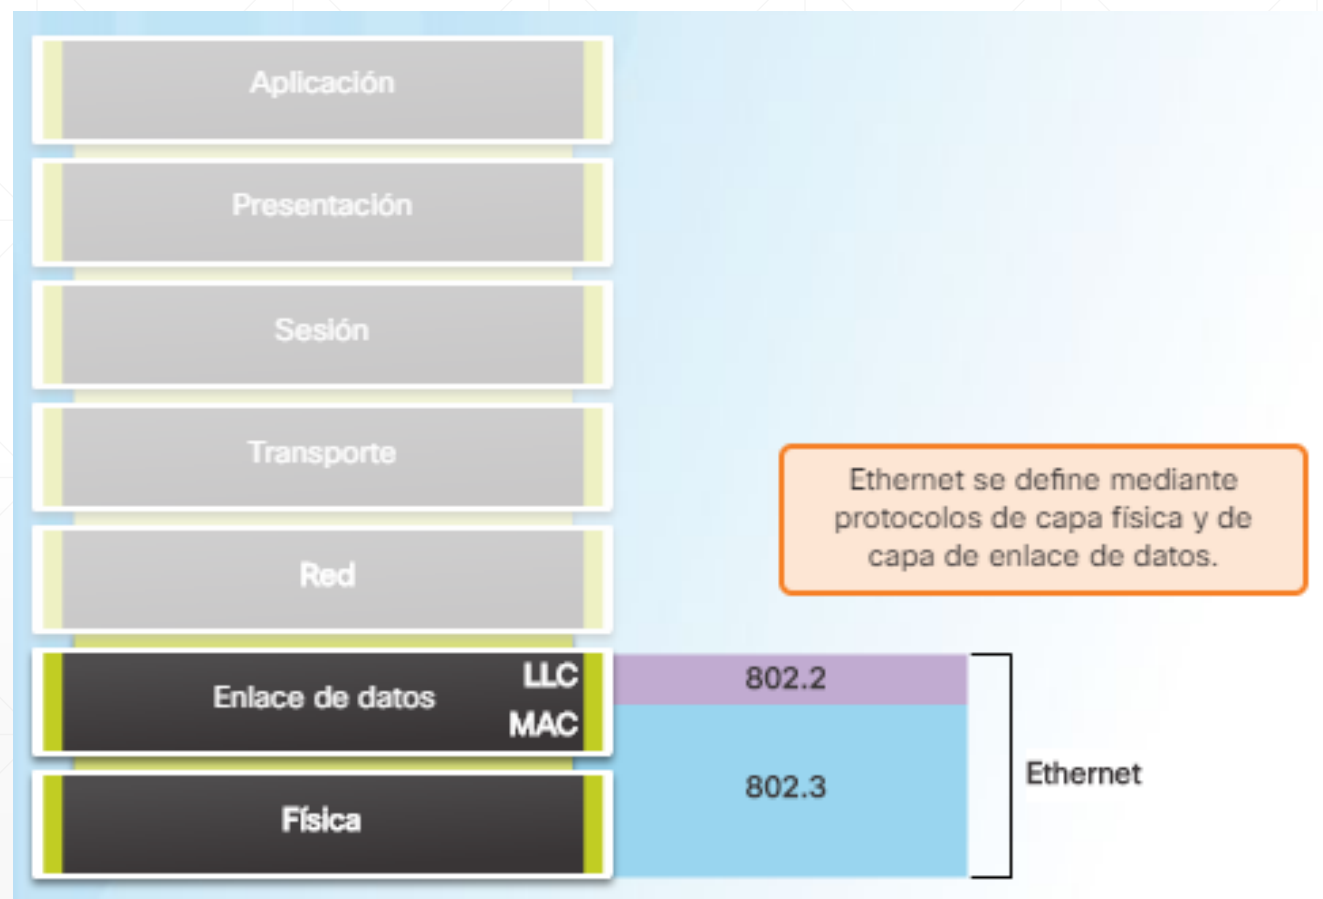 Aplicación
Presentación
Sesión
Transporte
Ethernet se define mediante
protocolos de capa física y de
capa de enlace de datos.
Red
Enlace de datos
LLC
MAC
802.2
802.3
Ethernet
Física